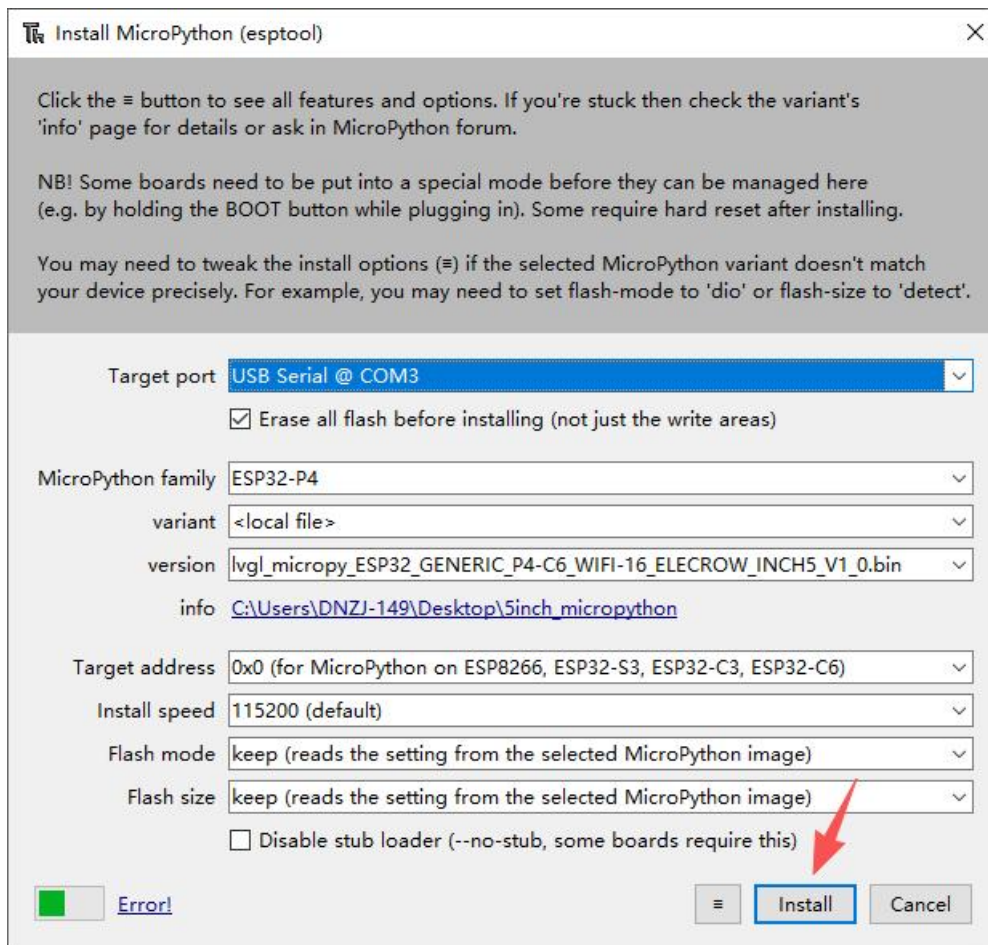 Install MicroPython (esptool)
Click the ≡ button to see all features and options. If you're stuck then check the variant's
'info' page for details or ask in MicroPython forum.
NB! Some boards need to be put into a special mode before they can be managed here
(e.g. by holding the BOOT button while plugging in). Some require hard reset after installing.
You may need to tweak the install options (≡) if the selected MicroPython variant doesn't match
your device precisely. For example, you may need to set flash-mode to 'dio' or flash-size to 'detect'.
Target port USB Serial @ COM3
Erase all flash before installing (not just the write areas)
MicroPython family ESP32-P4
variant <local file>
version lvgl_micropy_ESP32_GENERIC_P4-C6_WIFI-16_ELECROW_INCH5_V1_0.bin
info C:\Users\DNZJ-149\Desktop\5inch_micropython
Target address 0x0 (for MicroPython on ESP8266, ESP32-S3, ESP32-C3, ESP32-C6)
Install speed 115200 (default)
Flash mode keep (reads the setting from the selected MicroPython image)
Flash size keep (reads the setting from the selected MicroPython image)
Disable stub loader (--no-stub, some boards require this)
Error! ≡ Install Cancel